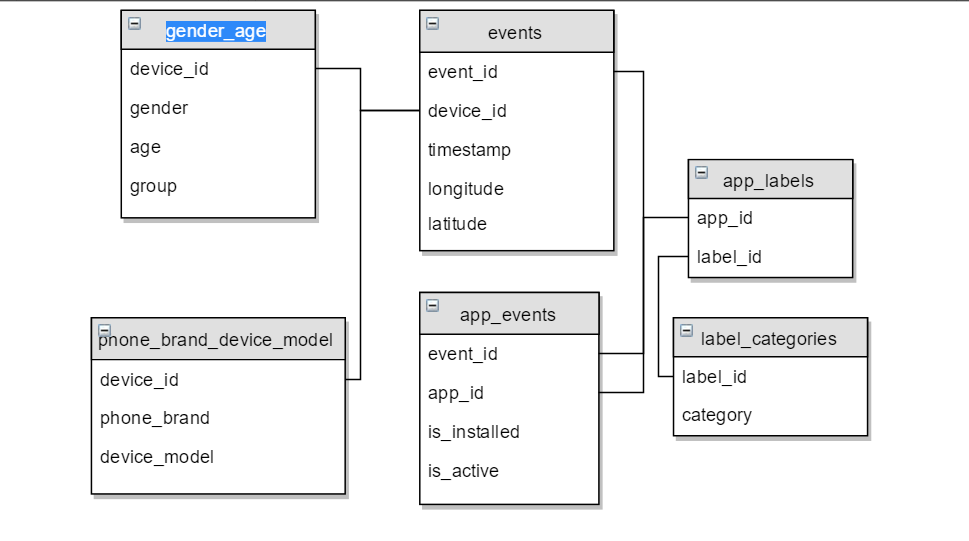 gender_age
device_id
gender
age
group
events
event_id
device_id
timestamp
longitude
latitude
app_labels
app_id
label_id
phone_brand_device_model
device_id
phone_brand
device_model
app_events
event_id
app_id
is_installed
is_active
label_categories
label_id
category